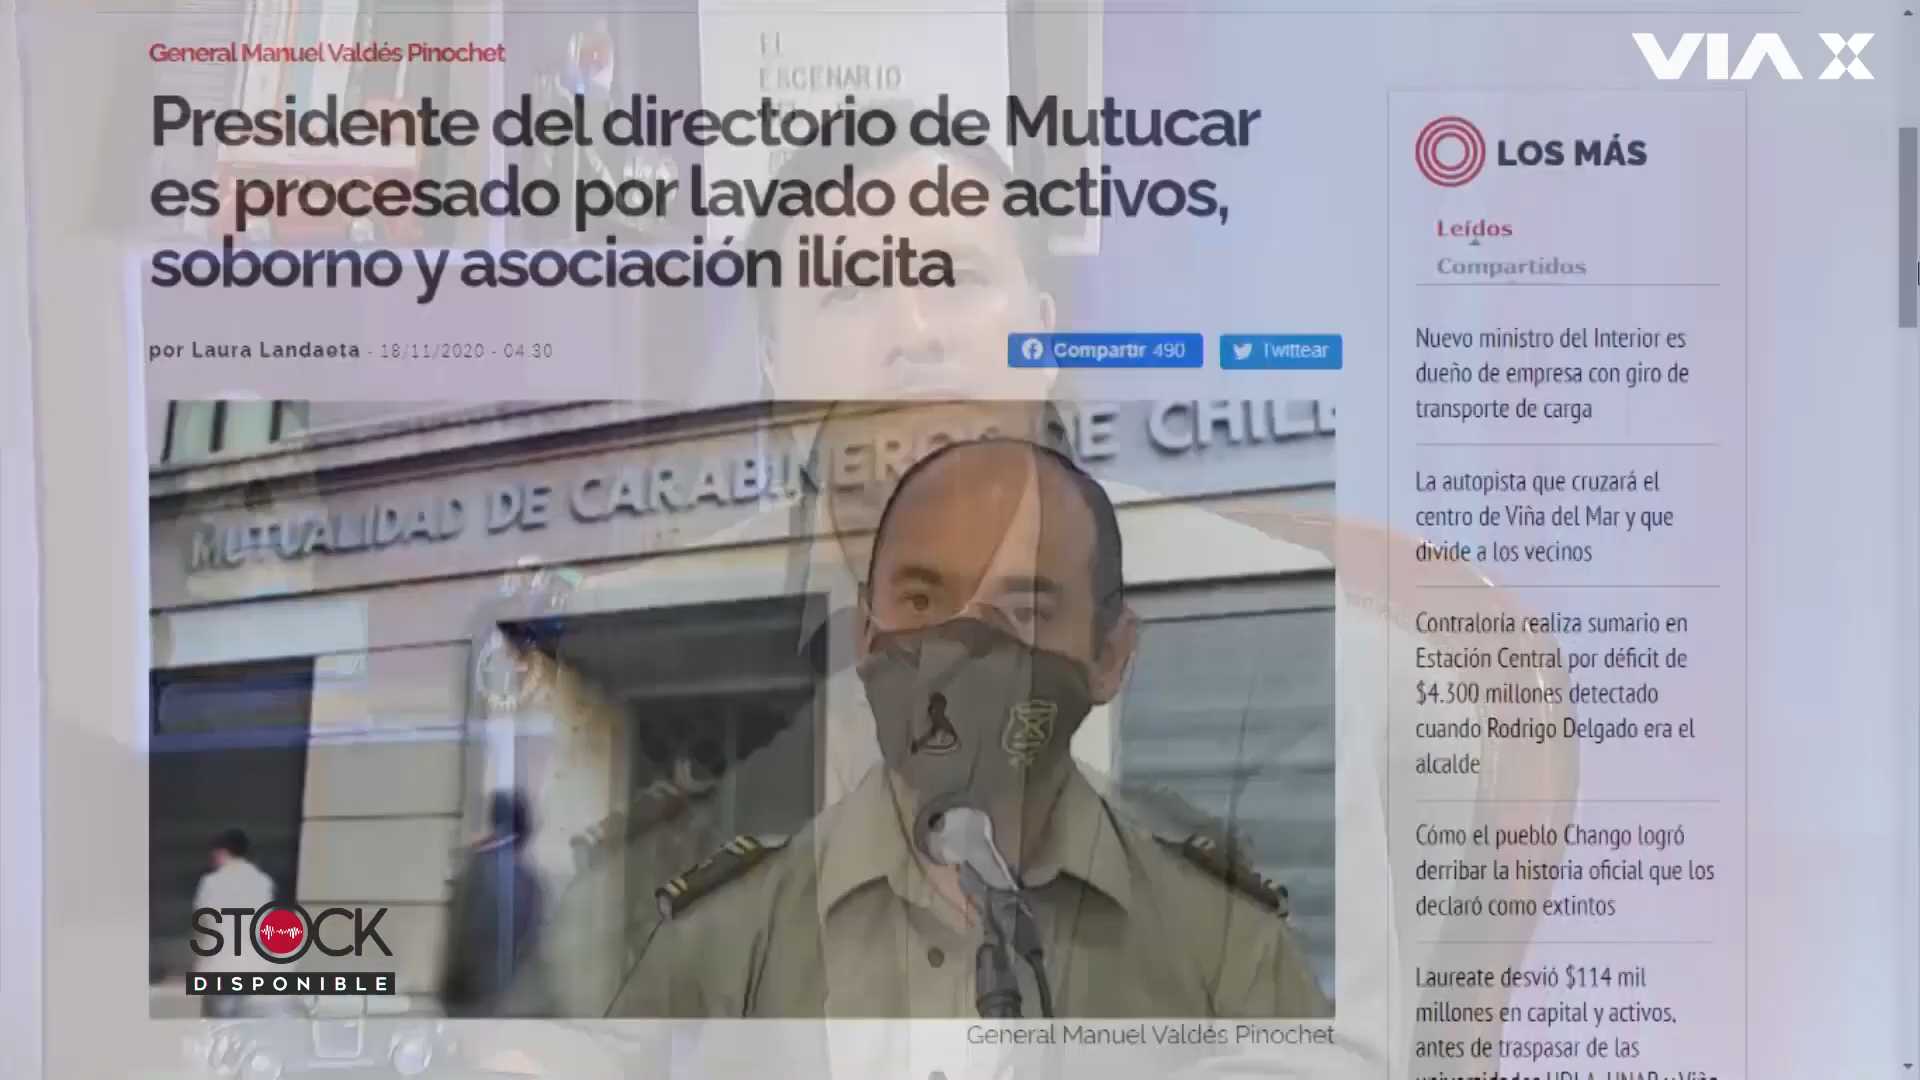 General Manuel Valdés Pinochet
Presidente del directorio de Mutucar
es procesado por lavado de activos,
soborno y asociación ilícita
por Laura Landaeta - 18/11/2020 - 04:30
Compartir 490
Twittear
EL
ESCENARIO
MUTUALIDAD DE CARABINEROS DE CHILE
General Manuel Valdés Pinochet
STOCK
DISPONIBLE
VIA X
LOS MÁS
Leídos
Compartidos
Nuevo ministro del Interior es
dueño de empresa con giro de
transporte de carga
La autopista que cruzará el
centro de Viña del Mar y que
divide a los vecinos
Contraloría realiza sumario en
Estación Central por déficit de
$4.300 millones detectado
cuando Rodrigo Delgado era el
alcalde
Cómo el pueblo Chango logró
derribar la historia oficial que los
declaró como extintos
Laureate desvió $114 mil
millones en capital y activos,
antes de traspasar de las